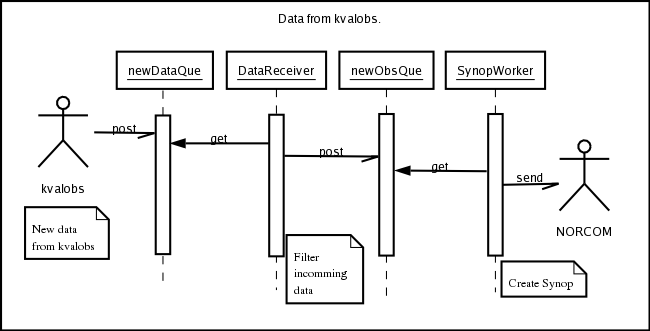 Data from kvalobs.
newDataQue
DataReceiver
newObsQue
SynopWorker
post
get
post
get
send
kvalobs
NORCOM
New data
from kvalobs
Filter
incomming
data
Create Synop